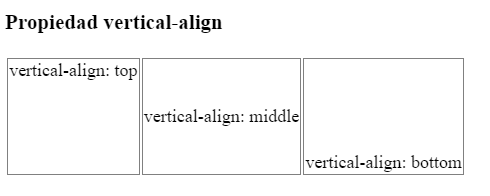 Propiedad vertical-align
vertical-align: top
vertical-align: middle
vertical-align: bottom